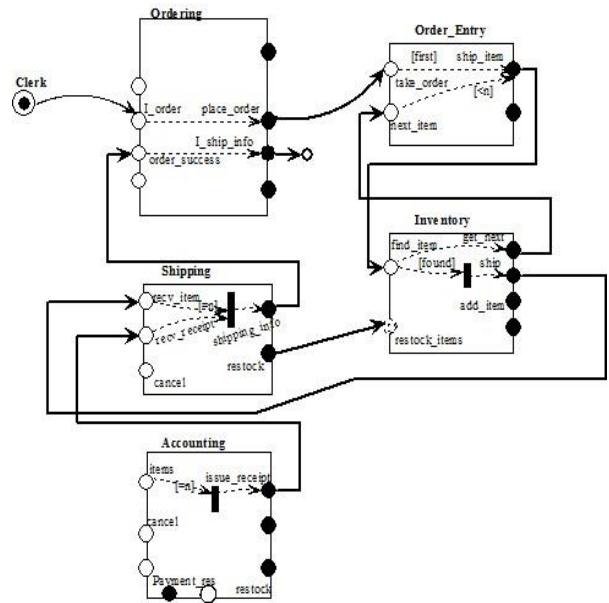 Ordering
Order_Entry
[first]
ship_item
Clerk
take_order
[<n]
I_order
place_order
I_ship_info
next_item
order_success
Inventory
get_next
find_item
[found]
ship
Shipping
recv_item
[=n]
add_item
recv_receipt
shipping_info
restock_items
restock
cancel
Accounting
items
issue_receipt
[=n]
cancel
Payment_res
restock